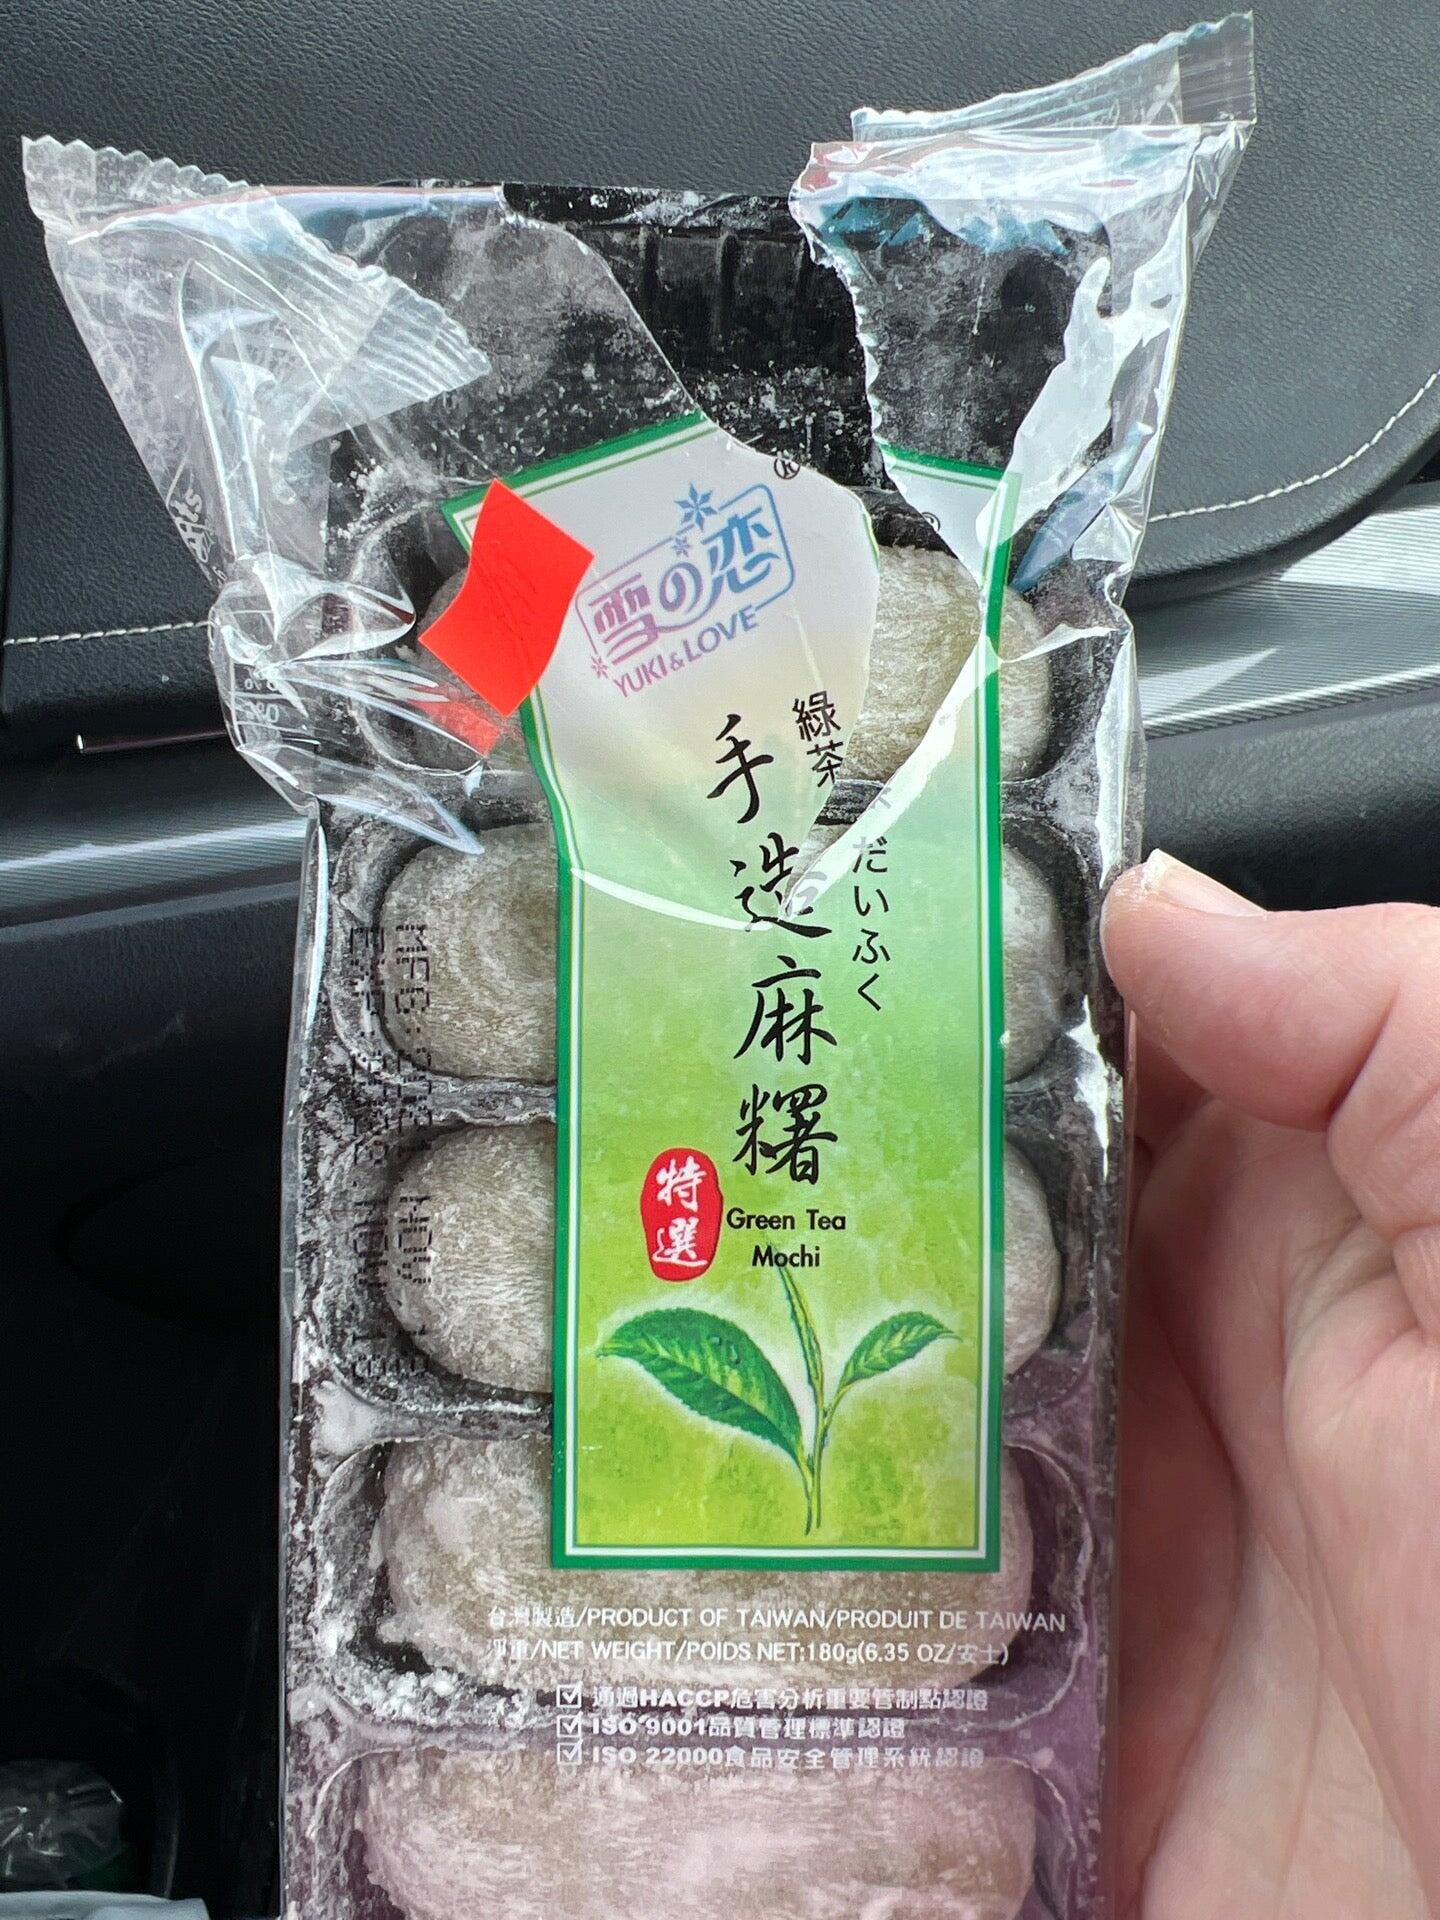 雪の恋
YUKI&LOVE
®
綠茶
だいふく
手造麻糬
特選
Green Tea
Mochi
台灣製造/PRODUCT OF TAIWAN/PRODUIT DE TAIWAN
淨重/NET WEIGHT/POIDS NET:180g(6.35 OZ/安士)
通過HACCP危害分析重要管制點認證
ISO 9001品質管理標準認證
ISO 22000食品安全管理系統認證